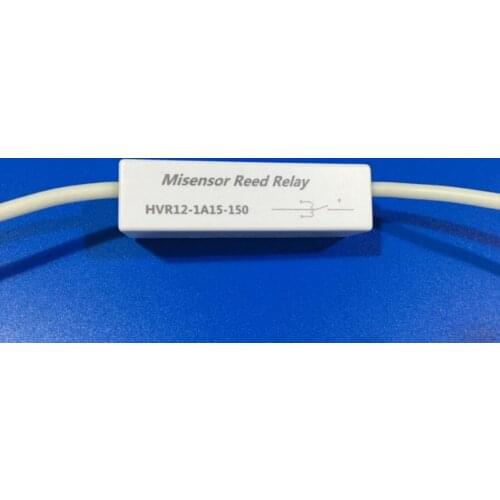 Misensor Reed Relay
HVR12-1A15-150
+